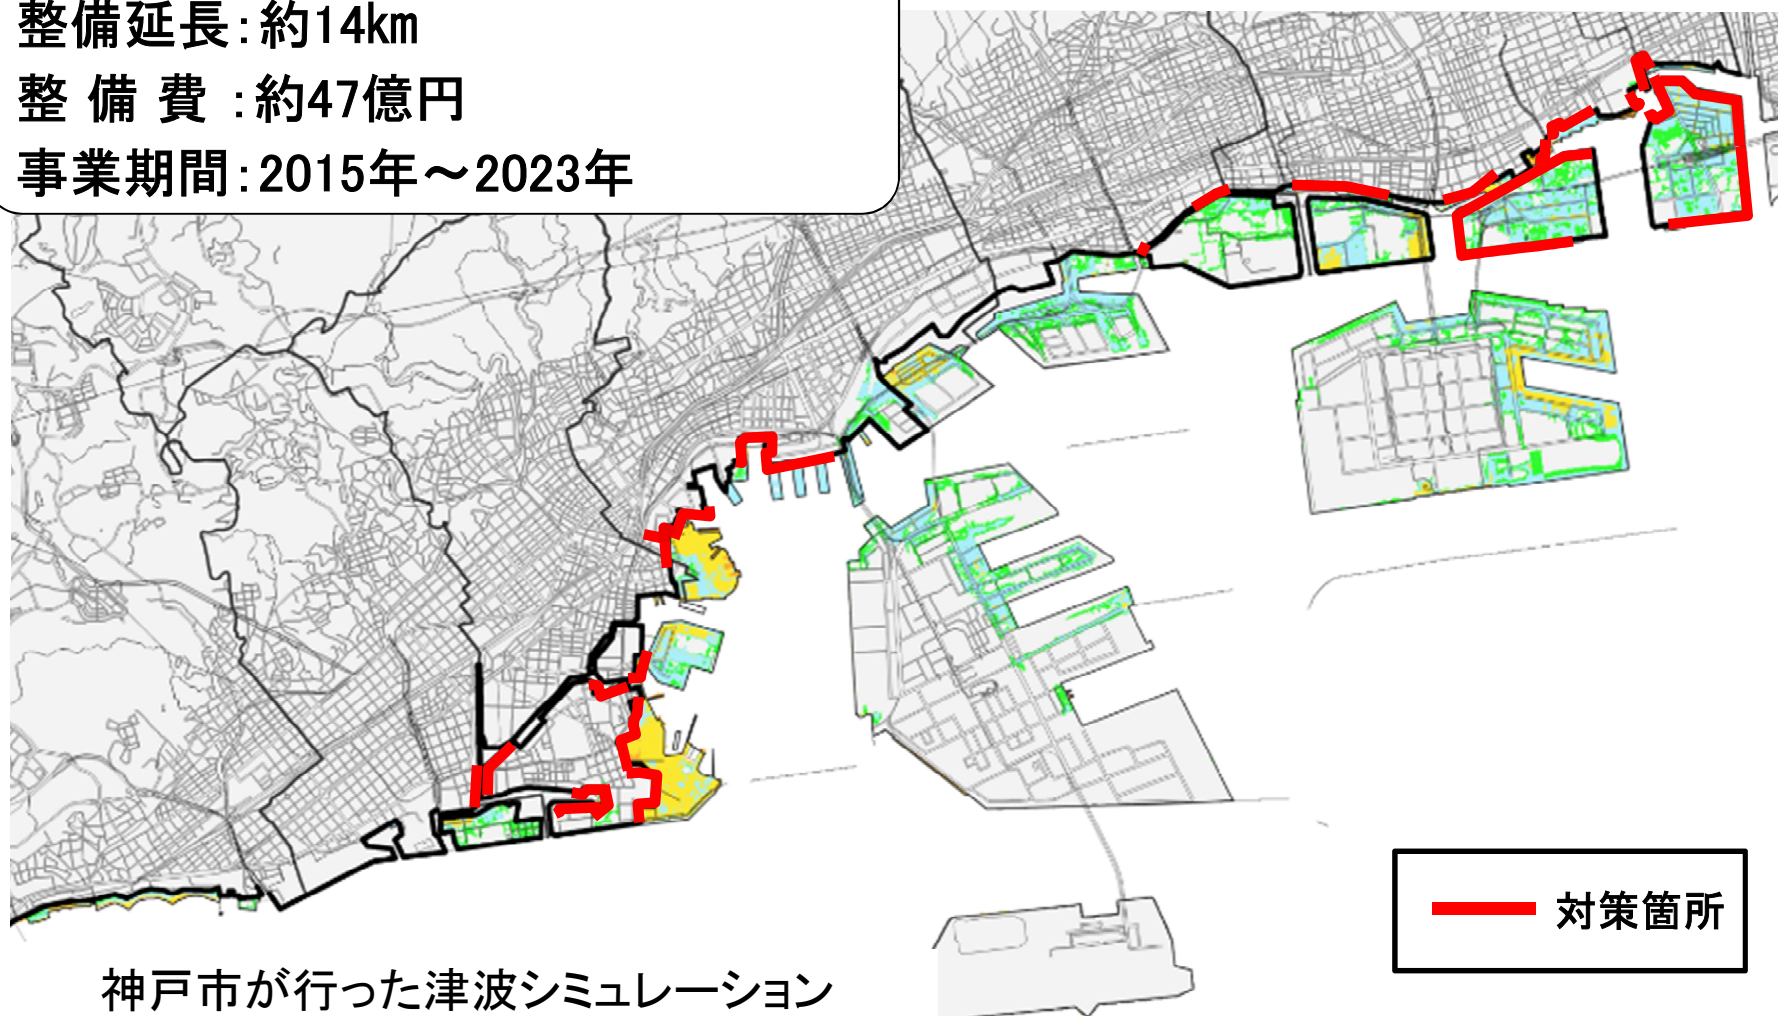 整備延長：約14km
整 備 費 ：約47億円
事業期間：2015年～2023年
対策箇所
神戸市が行った津波シミュレーション